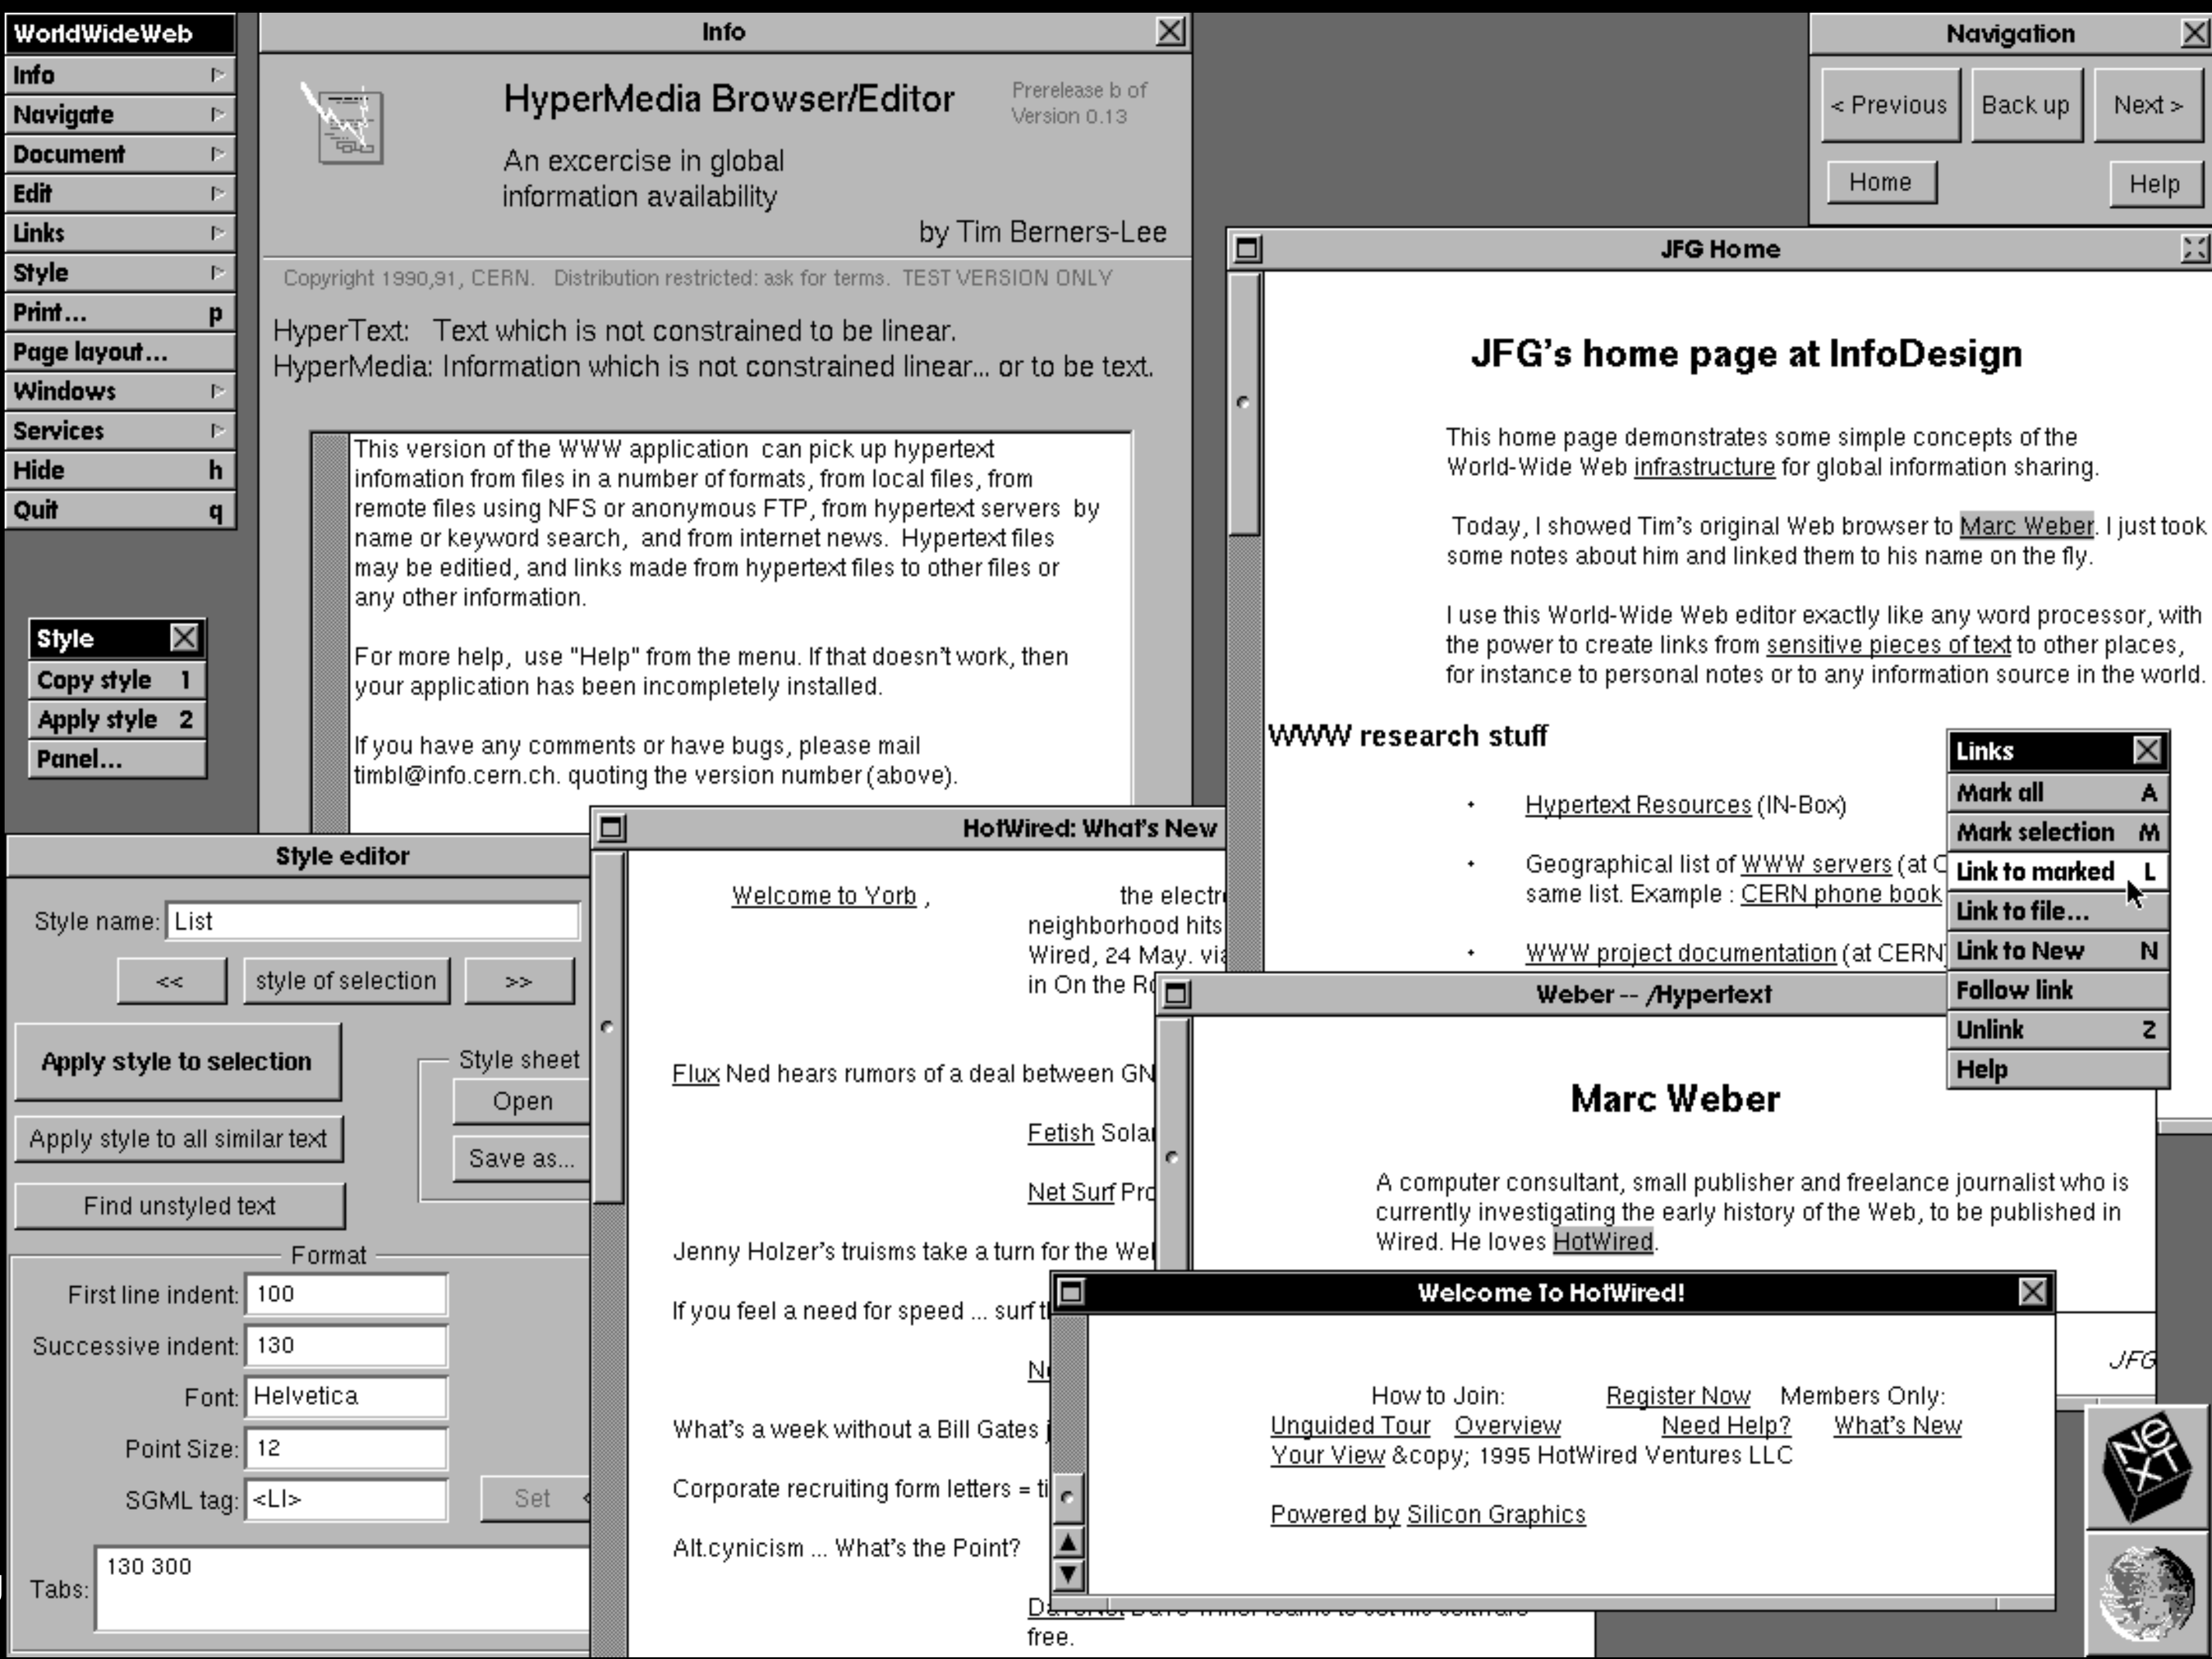 WorldWideWeb
Info
Navigate
Document
Edit
Links
Style
Print... p
Page layout...
Windows
Services
Hide h
Quit q
Style
Copy style 1
Apply style 2
Panel...
Info
HyperMedia Browser/Editor
Prerelease b of
Version 0.13
An excercise in global
information availability
by Tim Berners-Lee
Copyright 1990,91, CERN. Distribution restricted: ask for terms. TEST VERSION ONLY
HyperText: Text which is not constrained to be linear.
HyperMedia: Information which is not constrained linear... or to be text.
This version of the WWW application can pick up hypertext
infomation from files in a number of formats, from local files, from
remote files using NFS or anonymous FTP, from hypertext servers by
name or keyword search, and from internet news. Hypertext files
may be editied, and links made from hypertext files to other files or
any other information.
For more help, use "Help" from the menu. If that doesn't work, then
your application has been incompletely installed.
If you have any comments or have bugs, please mail
timbl@info.cern.ch. quoting the version number (above).
Navigation
< Previous Back up Next >
Home Help
JFG Home
JFG's home page at InfoDesign
This home page demonstrates some simple concepts of the
World-Wide Web infrastructure for global information sharing.
Today, I showed Tim's original Web browser to Marc Weber. I just took
some notes about him and linked them to his name on the fly.
I use this World-Wide Web editor exactly like any word processor, with
the power to create links from sensitive pieces of text to other places,
for instance to personal notes or to any information source in the world.
WWW research stuff
• Hypertext Resources (IN-Box)
• Geographical list of WWW servers (at
same list. Example : CERN phone book
• WWW project documentation (at CERN)
Links
Mark all A
Mark selection M
Link to marked L
Link to file...
Link to New N
Follow link
Unlink Z
Help
Style editor
Style name: List
<< style of selection >>
Apply style to selection
Apply style to all similar text
Find unstyled text
Style sheet
Open
Save as...
Format
First line indent: 100
Successive indent: 130
Font: Helvetica
Point Size: 12
SGML tag: <LI>
Set
Tabs: 130 300
HotWired: What's New
Welcome to Yorb , the
neighborhood hits
Wired, 24 May. via
in On the
Flux Ned hears rumors of a deal between
Fetish
Net Surf
Jenny Holzer's truisms take a turn for the
If you feel a need for speed ... surf
What's a week without a Bill Gates
Corporate recruiting form letters =
Alt.cynicism ... What's the Point?
free.
Weber -- /Hypertext
Marc Weber
A computer consultant, small publisher and freelance journalist who is
currently investigating the early history of the Web, to be published in
Wired. He loves HotWired.
JFG
Welcome To HotWired!
How to Join: Register Now Members Only:
Unguided Tour Overview Need Help? What's New
Your View &copy; 1995 HotWired Ventures LLC
Powered by Silicon Graphics
NeXT